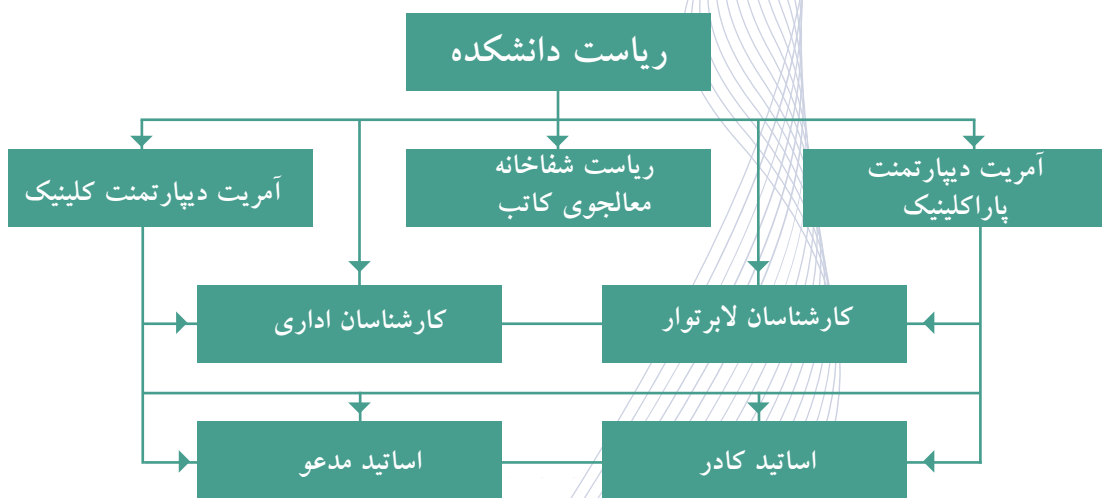 ریاست دانشکده
آمریت دیپارتمنت
پاراکلینیک
ریاست شفاخانه
معالجوی کاتب
آمریت دیپارتمنت کلینیک
کارشناسان لابرتوار
کارشناسان اداری
اساتید کادر
اساتید مدعو